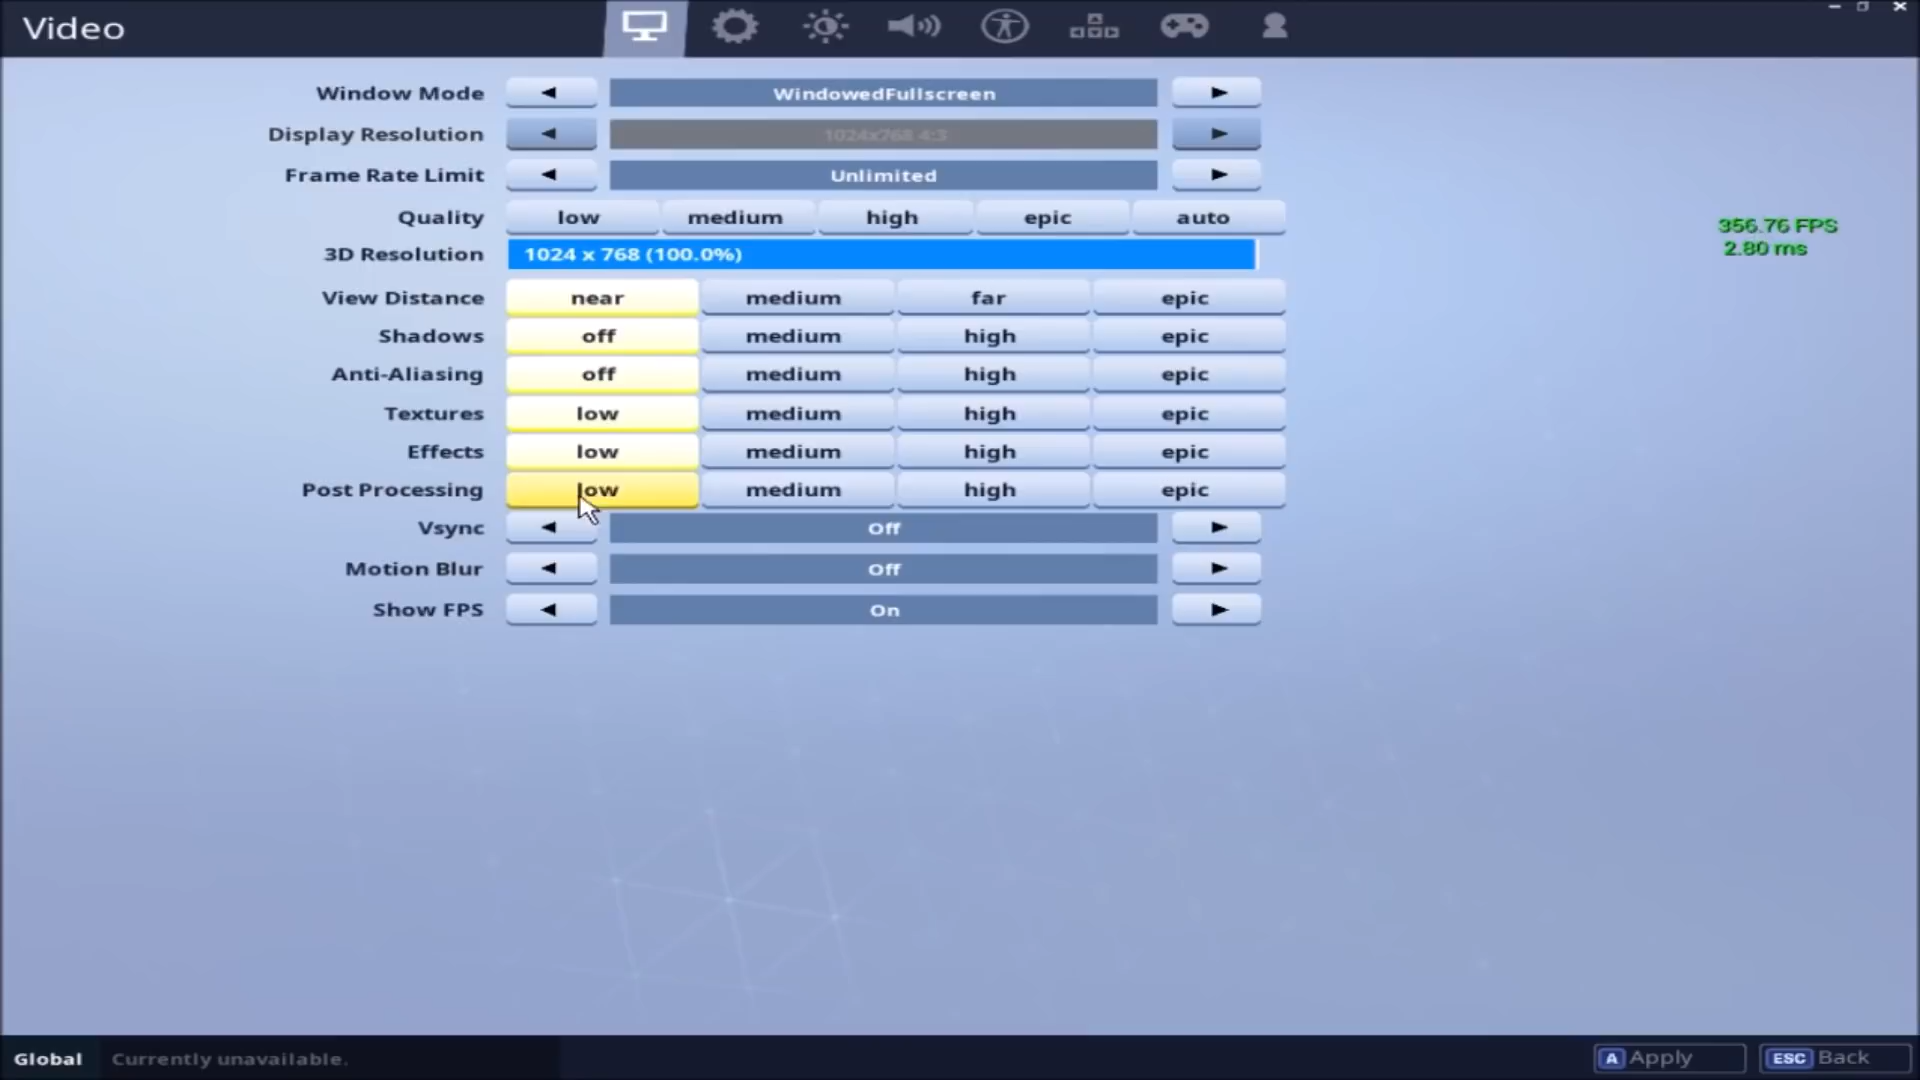 Video
Window Mode ◄ WindowedFullscreen ►
Display Resolution ◄ 1024x768 4:3 ►
Frame Rate Limit ◄ Unlimited ►
Quality low medium high epic auto
356.76 FPS
2.80 ms
3D Resolution 1024 x 768 (100.0%)
View Distance near medium far epic
Shadows off medium high epic
Anti-Aliasing off medium high epic
Textures low medium high epic
Effects low medium high epic
Post Processing low medium high epic
Vsync ◄ Off ►
Motion Blur ◄ Off ►
Show FPS ◄ On ►
Global Currently unavailable. A Apply ESC Back